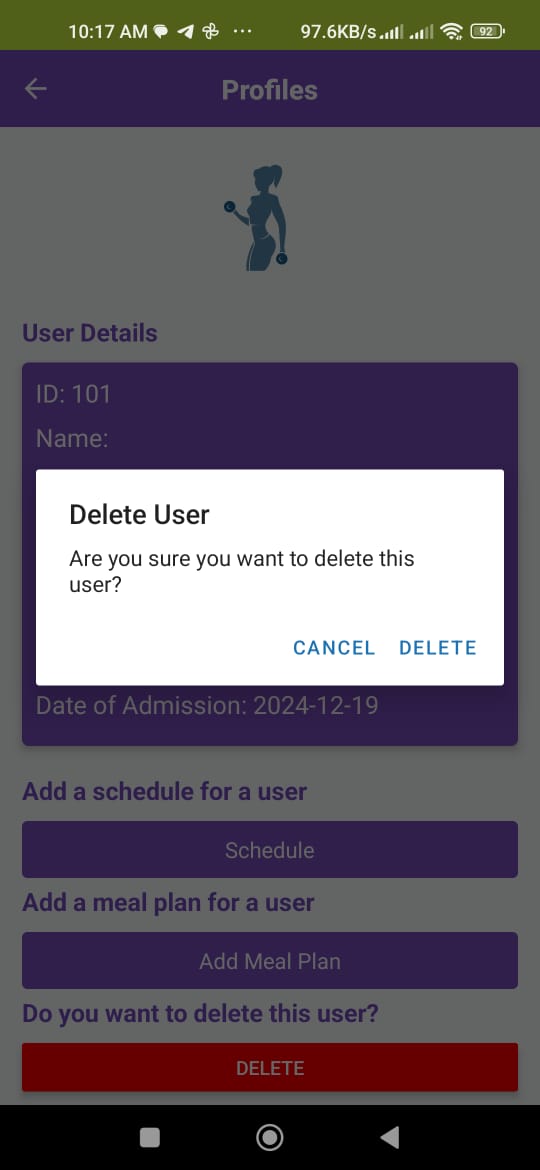 10:17 AM
97.6KB/s
92
Profiles
User Details
ID: 101
Name:
Delete User
Are you sure you want to delete this
user?
CANCEL DELETE
Date of Admission: 2024-12-19
Add a schedule for a user
Schedule
Add a meal plan for a user
Add Meal Plan
Do you want to delete this user?
DELETE